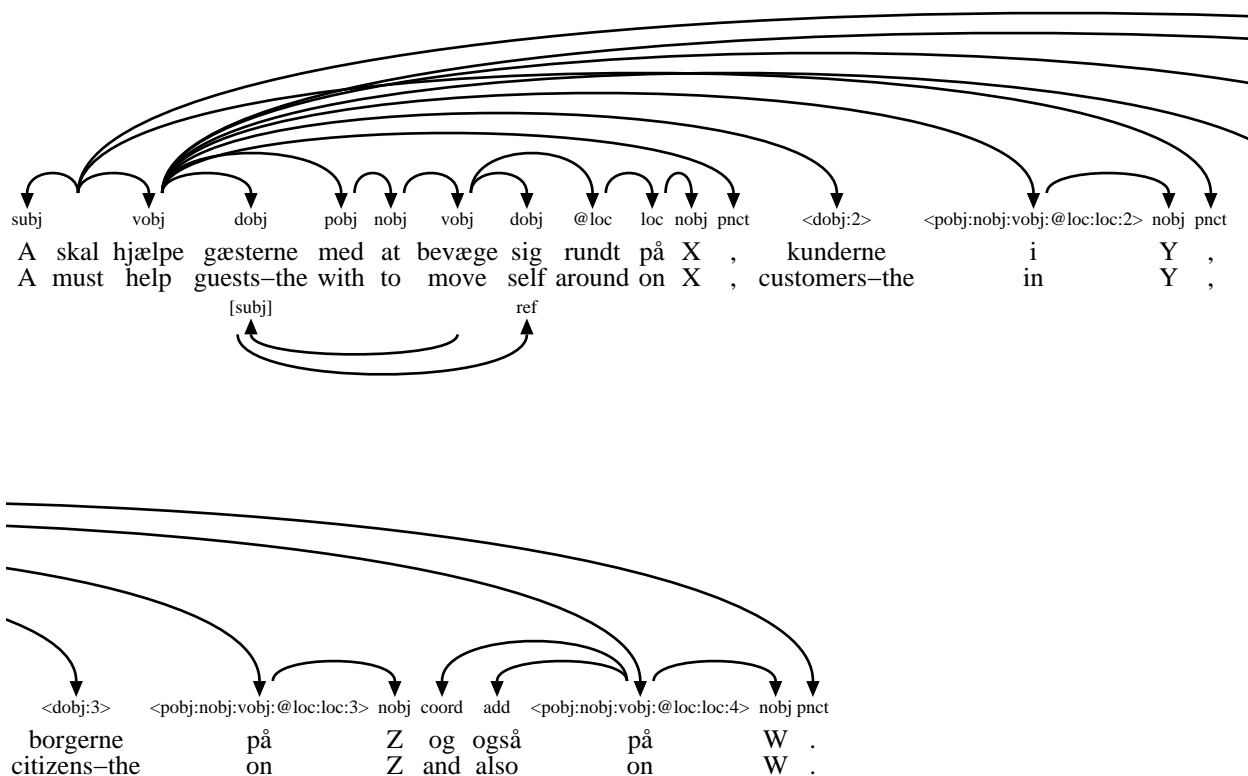 subj vobj dobj pobj nobj vobj dobj @loc loc nobj pnct <dobj:2> <pobj:nobj:vobj:@loc:loc:2> nobj pnct
A skal hjælpe gæsterne med at bevæge sig rundt på X , kunderne i Y ,
A must help guests–the with to move self around on X , customers–the in Y ,
[subj] ref
<dobj:3> <pobj:nobj:vobj:@loc:loc:3> nobj coord add <pobj:nobj:vobj:@loc:loc:4> nobj pnct
borgerne på Z og også på W .
citizens–the on Z and also on W .